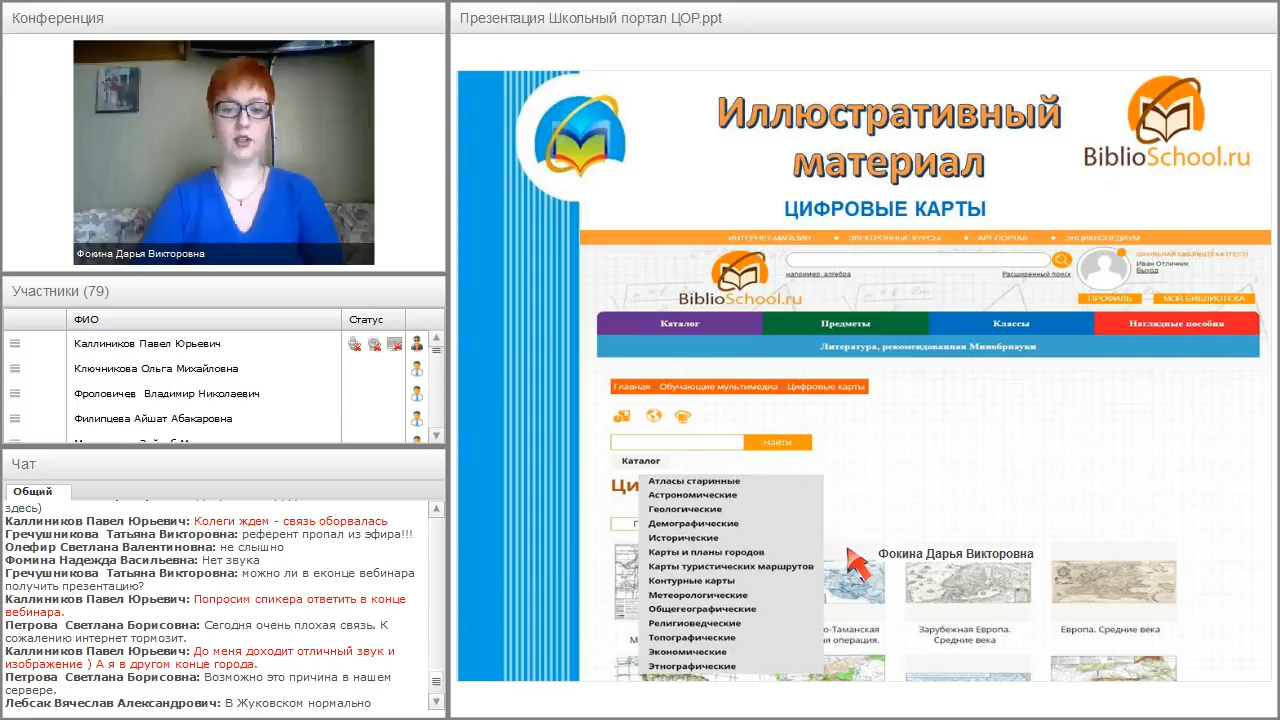 Конференция
Фокина Дарья Викторовна
Участники (79)
ФИО
Статус
Каллиников Павел Юрьевич
Ключникова Ольга Михайловна
Фроловичев Владимир Николаевич
Филипцева Айшат Абакаровна
Чат
Общий
здесь)
Каллиников Павел Юрьевич: Колеги ждем - связь оборвалась
Гречушникова Татьяна Викторовна: референт пропал из эфира!!!
Олефир Светлана Валентиновна: не слышно
Фомина Надежда Васильевна: Нет звука
Гречушникова Татьяна Викторовна: можно ли в еконце вебинара
получить презентацию?
Каллиников Павел Юрьевич: Попросим спикера ответить в конце
вебинара.
Петрова Светлана Борисовна: Сегодня очень плохая связь. К
сожалению интернет тормозит.
Каллиников Павел Юрьевич: До меня доходит отличный звук и
изображение ) А я в другом конце города.
Петрова Светлана Борисовна: Возможно это причина в нашем
сервере.
Лебсак Вячеслав Александрович: В Жуковском нормально
Презентация Школьный портал ЦОР.ppt
Иллюстративный
материал
BiblioSchool.ru
ЦИФРОВЫЕ КАРТЫ
ИНТЕРНЕТ-МАГАЗИН • ЭЛЕКТРОННЫЕ КУРСЫ • АРТ-ПОРТАЛ • ЭНЦИКЛОПЕДИУМ
BiblioSchool.ru
например, алгебра
Расширенный поиск
ШКОЛЬНАЯ БИБЛИОТЕКА (ТЕСТ)
Иван Отличник
Выход
ПРОФИЛЬ
МОЯ БИБЛИОТЕКА
Каталог
Предметы
Классы
Наглядные пособия
Литература, рекомендованная Минобрнауки
Главная Обучающие мультимедиа Цифровые карты
Найти
Каталог
Ци
Атласы старинные
Астрономические
Геологические
Демографические
Исторические
Карты и планы городов
Карты туристических маршрутов
Контурные карты
Метеорологические
Общегеографические
Религиоведческие
Топографические
Экономические
Этнографические
Фокина Дарья Викторовна
о-Таманская
ная операция.
Зарубежная Европа.
Средние века
Европа. Средние века